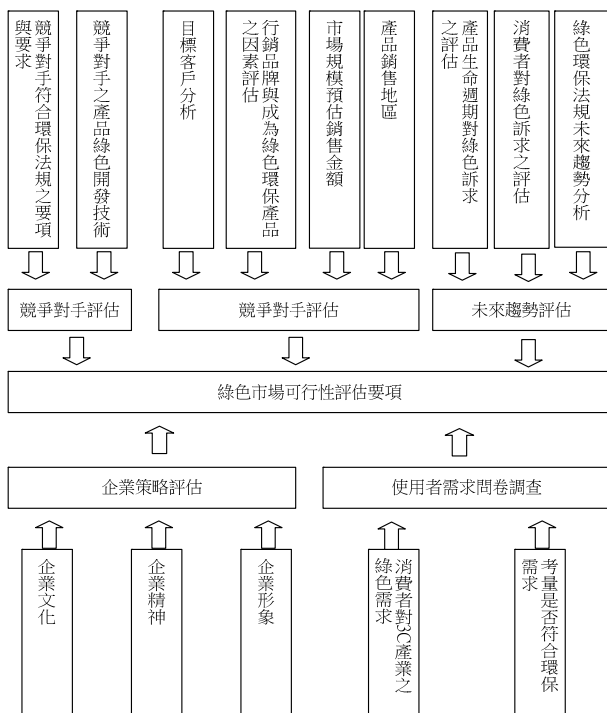 競爭對手符合環保法規之要項
與要求
競爭對手之產品綠色開發技術
目標客戶分析
行銷品牌與成為綠色環保產品
之因素評估
市場規模預估銷售金額
產品銷售地區
產品生命週期對綠色訴求
之評估
消費者對綠色訴求之評估
綠色環保法規未來趨勢分析
競爭對手評估
競爭對手評估
未來趨勢評估
綠色市場可行性評估要項
企業策略評估
使用者需求問卷調查
企業文化
企業精神
企業形象
消費者對3C產業之
綠色需求
考量是否符合環保
需求